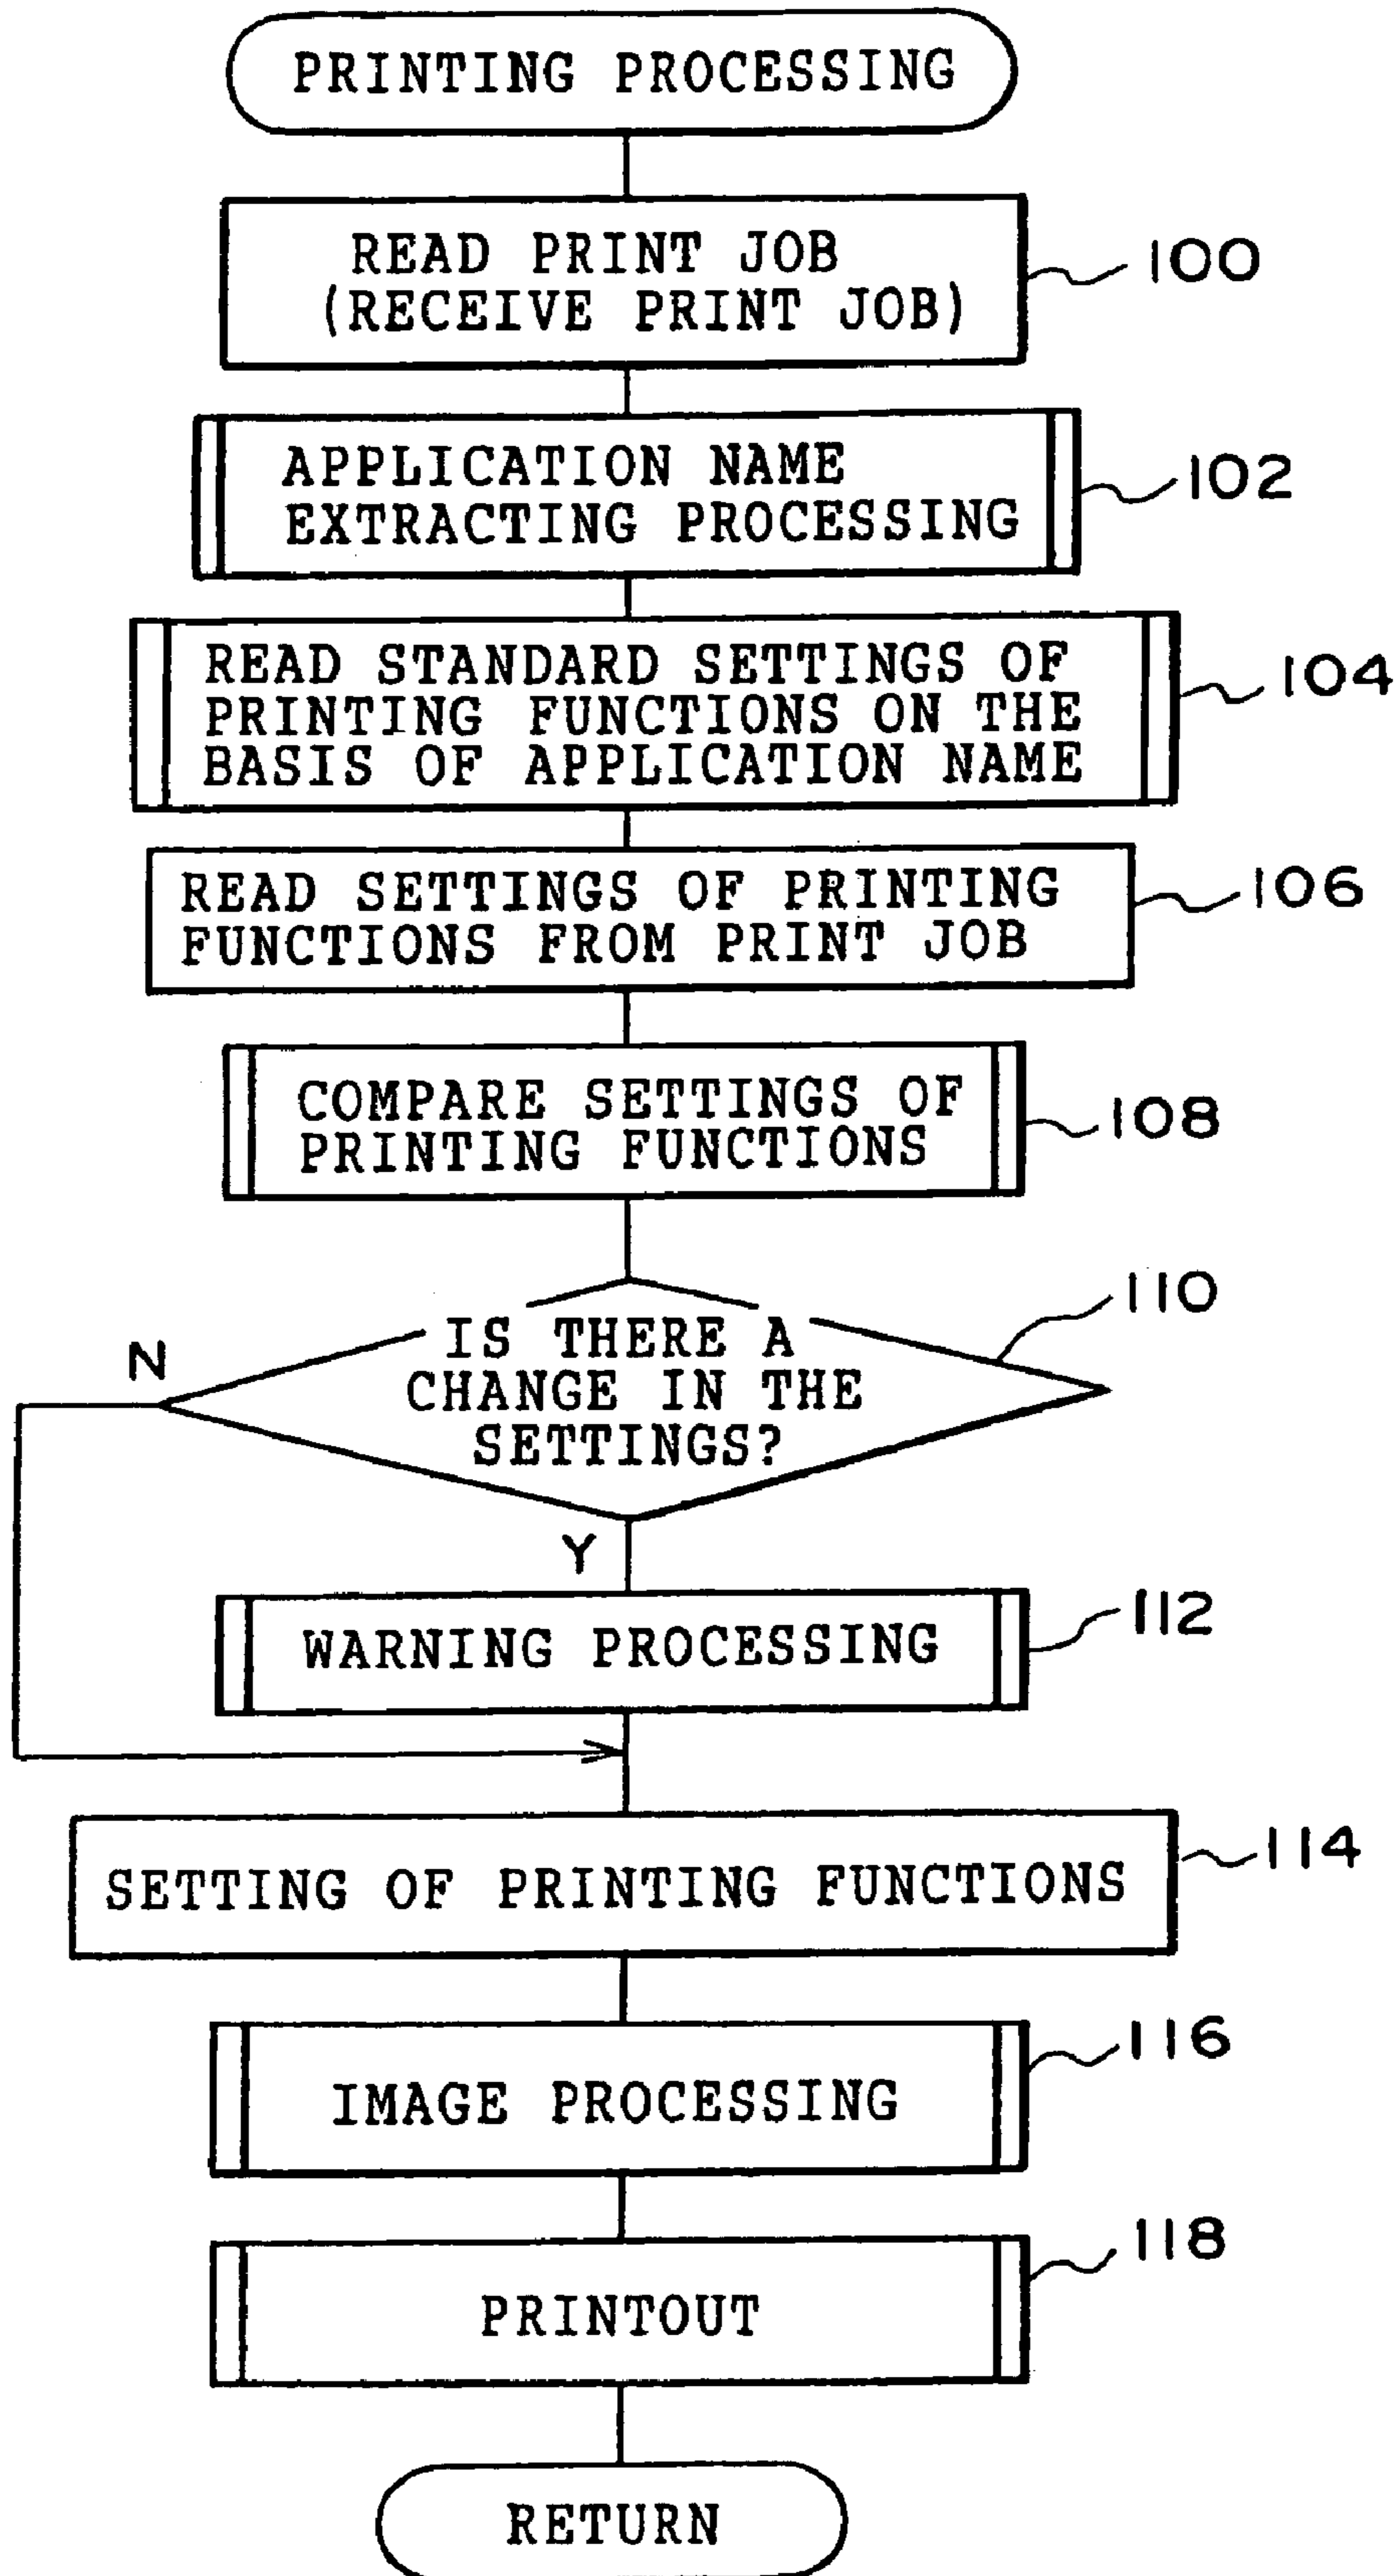 PRINTING PROCESSING
READ PRINT JOB
(RECEIVE PRINT JOB)
100
APPLICATION NAME
EXTRACTING PROCESSING
102
READ STANDARD SETTINGS OF
PRINTING FUNCTIONS ON THE
BASIS OF APPLICATION NAME
104
READ SETTINGS OF PRINTING
FUNCTIONS FROM PRINT JOB
106
COMPARE SETTINGS OF
PRINTING FUNCTIONS
108
110
IS THERE A
CHANGE IN THE
SETTINGS?
N
Y
WARNING PROCESSING
112
SETTING OF PRINTING FUNCTIONS
114
IMAGE PROCESSING
116
PRINTOUT
118
RETURN